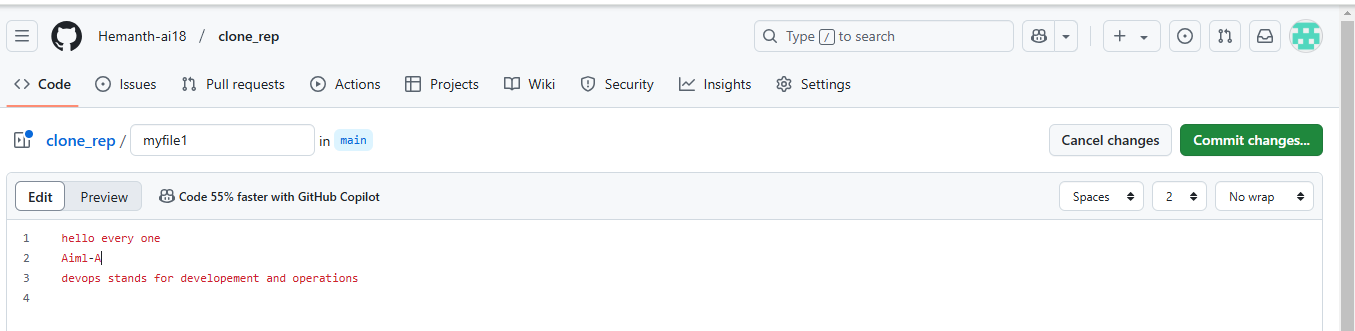 Hemanth-ai18 / clone_rep Type / to search
Code Issues Pull requests Actions Projects Wiki Security Insights Settings
clone_rep / myfile1 in main Cancel changes Commit changes...
Edit Preview Code 55% faster with GitHub Copilot Spaces 2 No wrap
1 hello every one
2 Aiml-A
3 devops stands for developement and operations
4